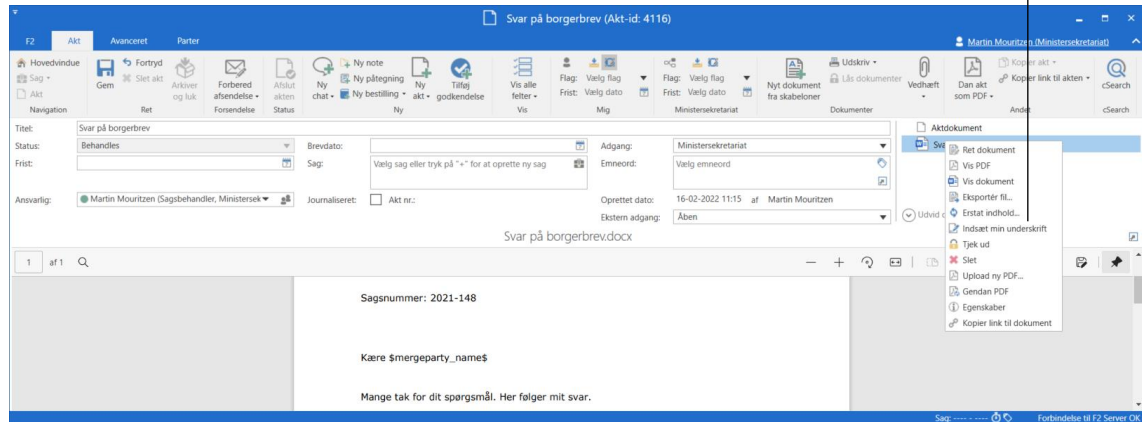 Svar på borgerbrev (Akt-id: 4116)
F2 Akt Avanceret Parter Martin Mouritzen (Ministersekretariat)
Hovedvindue
Sag
Akt
Navigation
Gem
Fortryd
Slet akt
Ret
Arkiver og luk
Forbered afsendelse
Forsendelse
Afslut akten
Status
Ny chat
Ny note
Ny påtegning
Ny bestilling
Ny akt
Tilføj godkendelse
Ny
Vis alle felter
Vis
Flag: Vælg flag
Frist: Vælg dato
Mig
Flag: Vælg flag
Frist: Vælg dato
Ministersekretariat
Nyt dokument fra skabeloner
Udskriv
Lås dokumenter
Dokumenter
Vedhæft
Dan akt som PDF
Kopier akt
Kopier link til akten
Andet
cSearch
cSearch
Titel: Svar på borgerbrev
Status: Behandles
Frist:
Ansvarlig: Martin Mouritzen (Sagsbehandler, Ministersek
Brevdato:
Sag: Vælg sag eller tryk på "+" for at oprette ny sag
Journaliseret: Akt nr.:
Adgang: Ministersekretariat
Emneord: Vælg emneord
Oprettet dato: 16-02-2022 11:15 af Martin Mouritzen
Ekstern adgang: Åben
Aktdokument
Sva
Udvid d
Ret dokument
Vis PDF
Vis dokument
Eksportér fil...
Erstat indhold...
Indsæt min underskrift
Tjek ud
Slet
Upload ny PDF...
Gendan PDF
Egenskaber
Kopier link til dokument
Svar på borgerbrev.docx
1 af 1
Sagsnummer: 2021-148
Kære $mergeparty_name$
Mange tak for dit spørgsmål. Her følger mit svar.
Sag: ---- - ---- Forbindelse til F2 Server OK